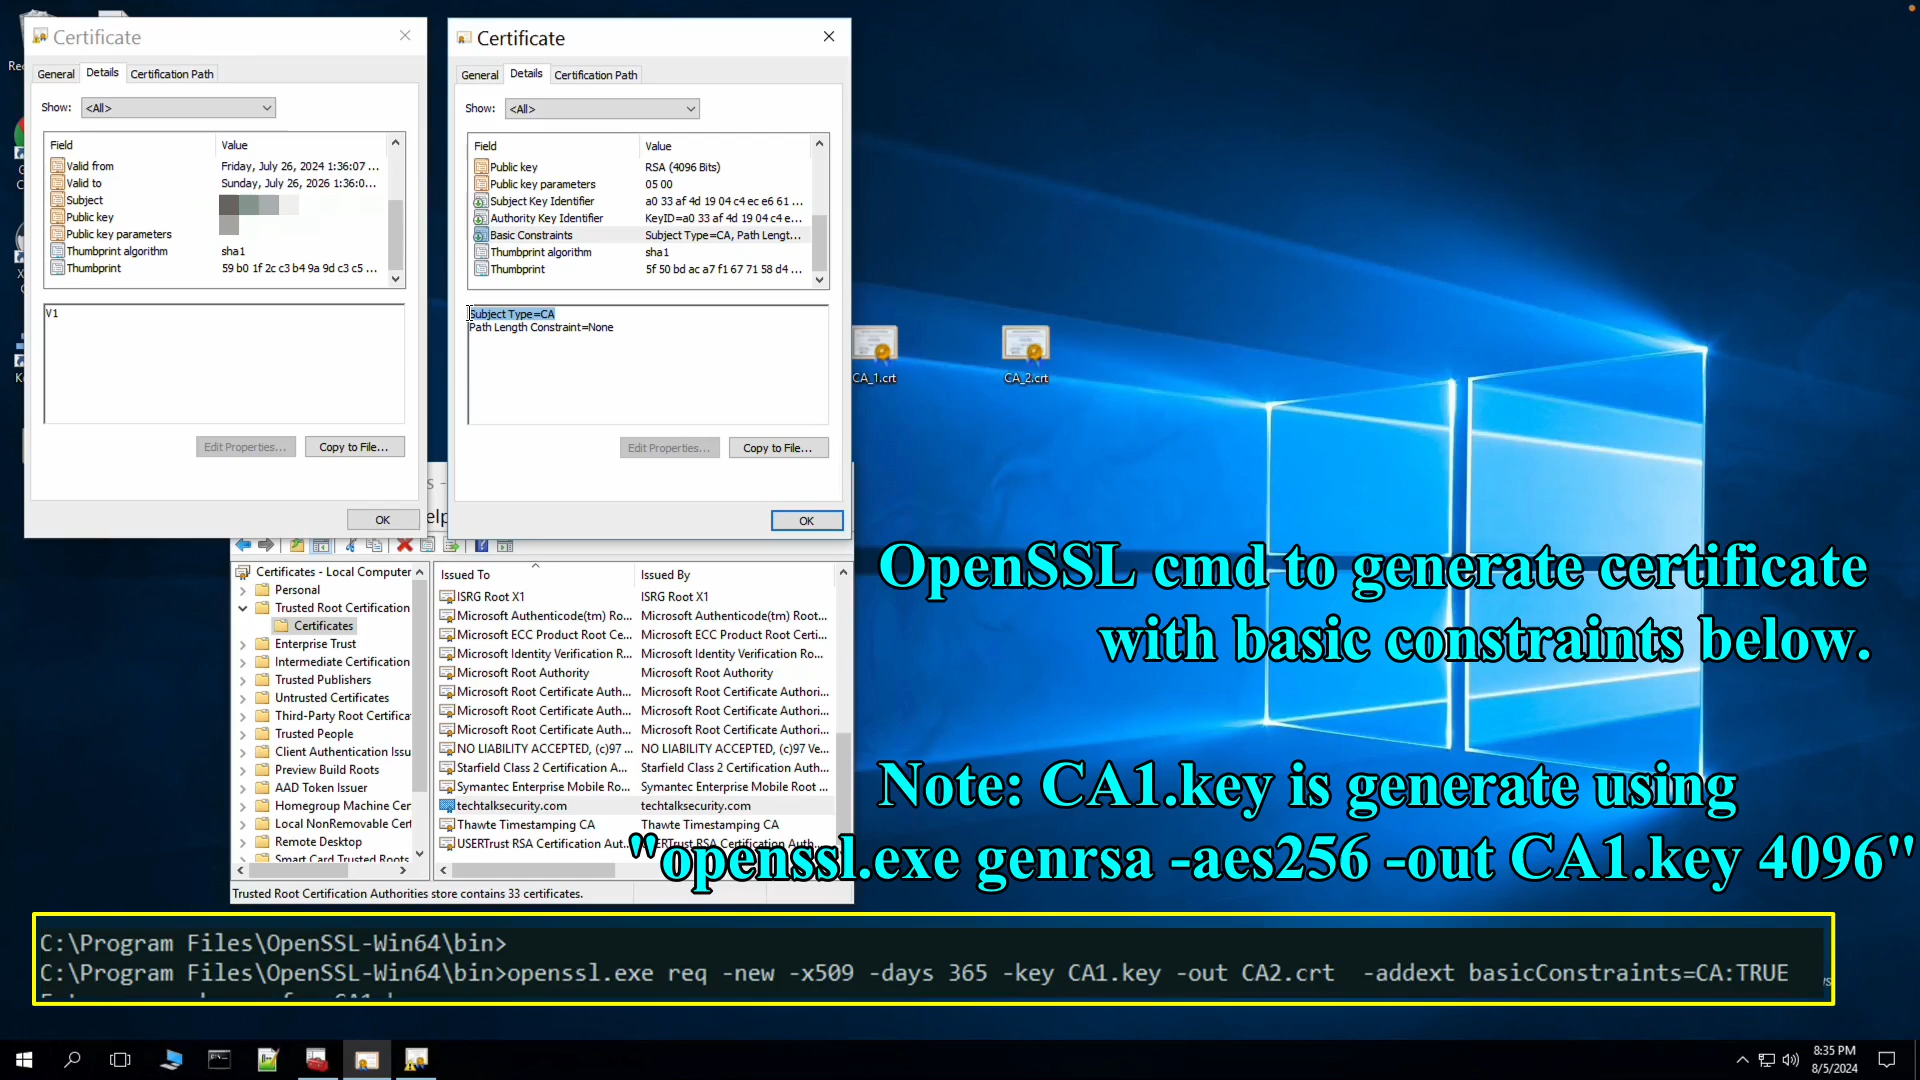 Certificate
General Details Certification Path
Show: <All>
Field Value
Valid from Friday, July 26, 2024 1:36:07 ...
Valid to Sunday, July 26, 2026 1:36:0...
Subject
Public key
Public key parameters
Thumbprint algorithm sha1
Thumbprint 59 b0 1f 2c c3 b4 9a 9d c3 c5 ...
V1
Edit Properties... Copy to File...
OK
Certificate
General Details Certification Path
Show: <All>
Field Value
Public key RSA (4096 Bits)
Public key parameters 05 00
Subject Key Identifier a0 33 af 4d 19 04 c4 ec e6 61 ...
Authority Key Identifier KeyID=a0 33 af 4d 19 04 c4 e...
Basic Constraints Subject Type=CA, Path Lengt...
Thumbprint algorithm sha1
Thumbprint 5f 50 bd ac a7 f1 67 71 58 d4 ...
Subject Type=CA
Path Length Constraint=None
Edit Properties... Copy to File...
OK
CA_1.crt
CA_2.crt
elp
Certificates - Local Computer
Personal
Trusted Root Certification
Certificates
Enterprise Trust
Intermediate Certification
Trusted Publishers
Untrusted Certificates
Third-Party Root Certifica
Trusted People
Client Authentication Issu
Preview Build Roots
AAD Token Issuer
Homegroup Machine Cer
Local NonRemovable Cert
Remote Desktop
Smart Card Trusted Roots
Issued To Issued By
ISRG Root X1 ISRG Root X1
Microsoft Authenticode(tm) Root... Microsoft Authenticode(tm) Root...
Microsoft ECC Product Root Ce... Microsoft ECC Product Root Certi...
Microsoft Identity Verification R... Microsoft Identity Verification Ro...
Microsoft Root Authority Microsoft Root Authority
Microsoft Root Certificate Auth... Microsoft Root Certificate Authori...
Microsoft Root Certificate Auth... Microsoft Root Certificate Authori...
Microsoft Root Certificate Auth... Microsoft Root Certificate Authori...
NO LIABILITY ACCEPTED, (c)97 ... NO LIABILITY ACCEPTED, (c)97 Ve...
Starfield Class 2 Certification A... Starfield Class 2 Certification Auth...
Symantec Enterprise Mobile Ro... Symantec Enterprise Mobile Root ...
techtalksecurity.com techtalksecurity.com
Thawte Timestamping CA Thawte Timestamping CA
USERTrust RSA Certification Aut... USERTrust RSA Certification Aut
Trusted Root Certification Authorities store contains 33 certificates.
OpenSSL cmd to generate certificate
with basic constraints below.
Note: CA1.key is generate using
"openssl.exe genrsa -aes256 -out CA1.key 4096"
C:\Program Files\OpenSSL-Win64\bin>
C:\Program Files\OpenSSL-Win64\bin>openssl.exe req -new -x509 -days 365 -key CA1.key -out CA2.crt -addext basicConstraints=CA:TRUE
8:35 PM
8/5/2024